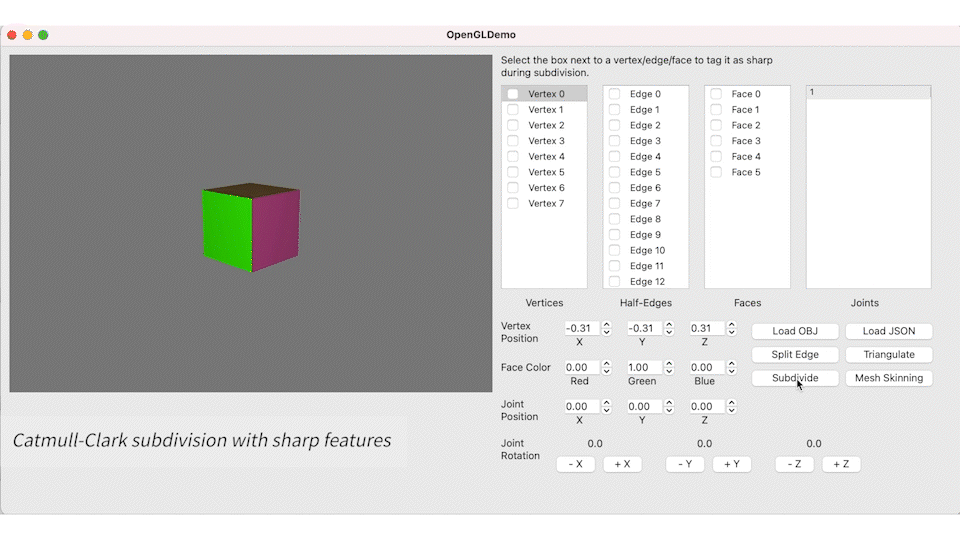 OpenGLDemo
Select the box next to a vertex/edge/face to tag it as sharp
during subdivision.
Vertex 0
Vertex 1
Vertex 2
Vertex 3
Vertex 4
Vertex 5
Vertex 6
Vertex 7
Edge 0
Edge 1
Edge 2
Edge 3
Edge 4
Edge 5
Edge 6
Edge 7
Edge 8
Edge 9
Edge 10
Edge 11
Edge 12
Face 0
Face 1
Face 2
Face 3
Face 4
Face 5
1
Vertices Half-Edges Faces Joints
Vertex
Position
-0.31 -0.31 0.31
X Y Z
Face Color 0.00 1.00 0.00
Red Green Blue
Joint
Position
0.00 0.00 0.00
X Y Z
Joint
Rotation
0.0 0.0 0.0
- X + X - Y + Y - Z + Z
Load OBJ Load JSON
Split Edge Triangulate
Subdivide Mesh Skinning
Catmull-Clark subdivision with sharp features